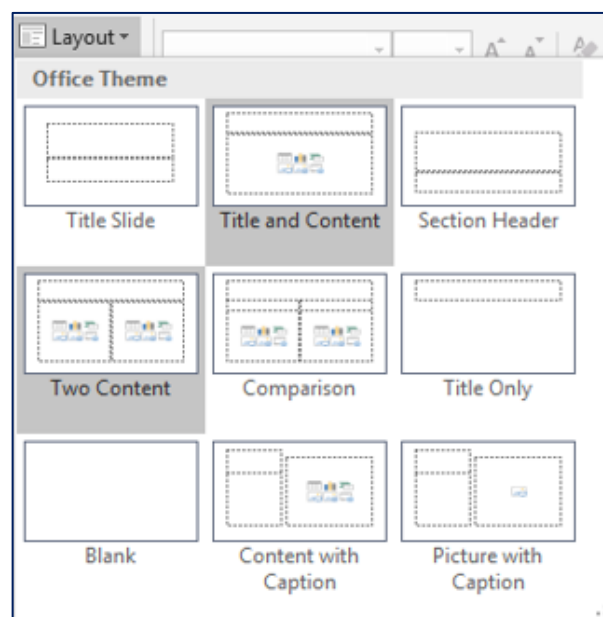 Layout
Office Theme
Title Slide
Title and Content
Section Header
Two Content
Comparison
Title Only
Blank
Content with
Caption
Picture with
Caption